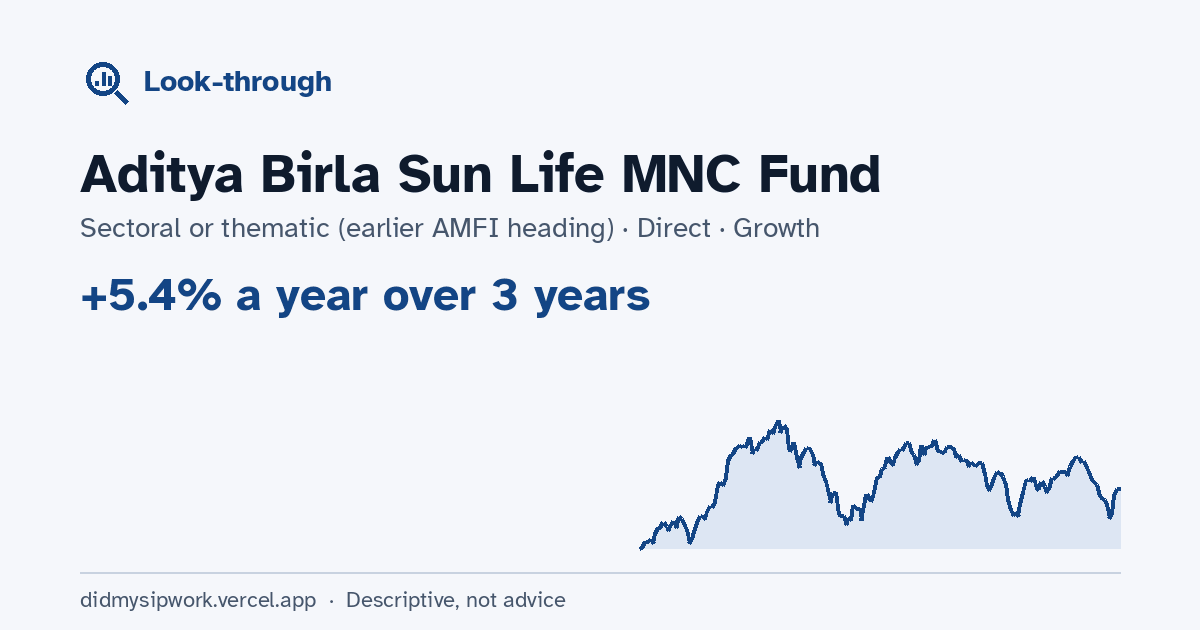 Look-through
Aditya Birla Sun Life MNC Fund
Sectoral or thematic (earlier AMFI heading) · Direct · Growth
+5.4% a year over 3 years
didmysipwork.vercel.app · Descriptive, not advice